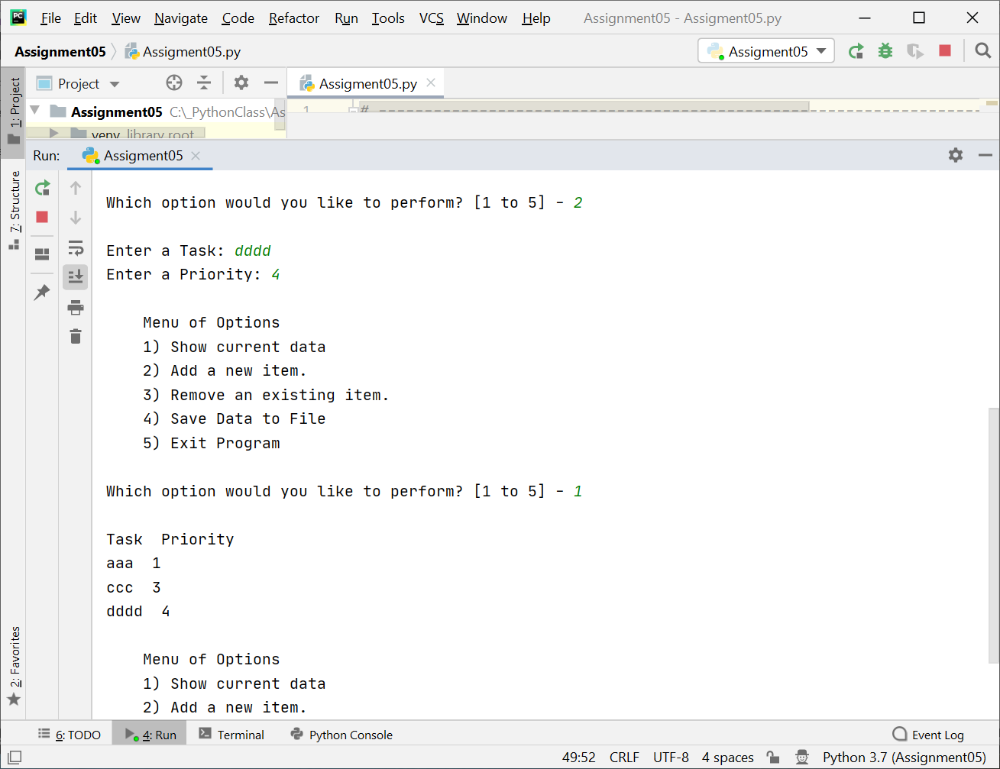 File Edit View Navigate Code Refactor Run Tools VCS Window Help Assignment05 - Assigment05.py
Assignment05 Assigment05.py Assigment05
1: Project
Project Assigment05.py
Assignment05 C:\_PythonClass\As
1 # ----------------------------------------
venv library root
Run: Assigment05
7: Structure
Which option would you like to perform? [1 to 5] - 2
Enter a Task: dddd
Enter a Priority: 4
Menu of Options
1) Show current data
2) Add a new item.
3) Remove an existing item.
4) Save Data to File
5) Exit Program
Which option would you like to perform? [1 to 5] - 1
Task Priority
aaa 1
ccc 3
dddd 4
Menu of Options
1) Show current data
2) Add a new item.
2: Favorites
6: TODO 4: Run Terminal Python Console Event Log
49:52 CRLF UTF-8 4 spaces Python 3.7 (Assignment05)